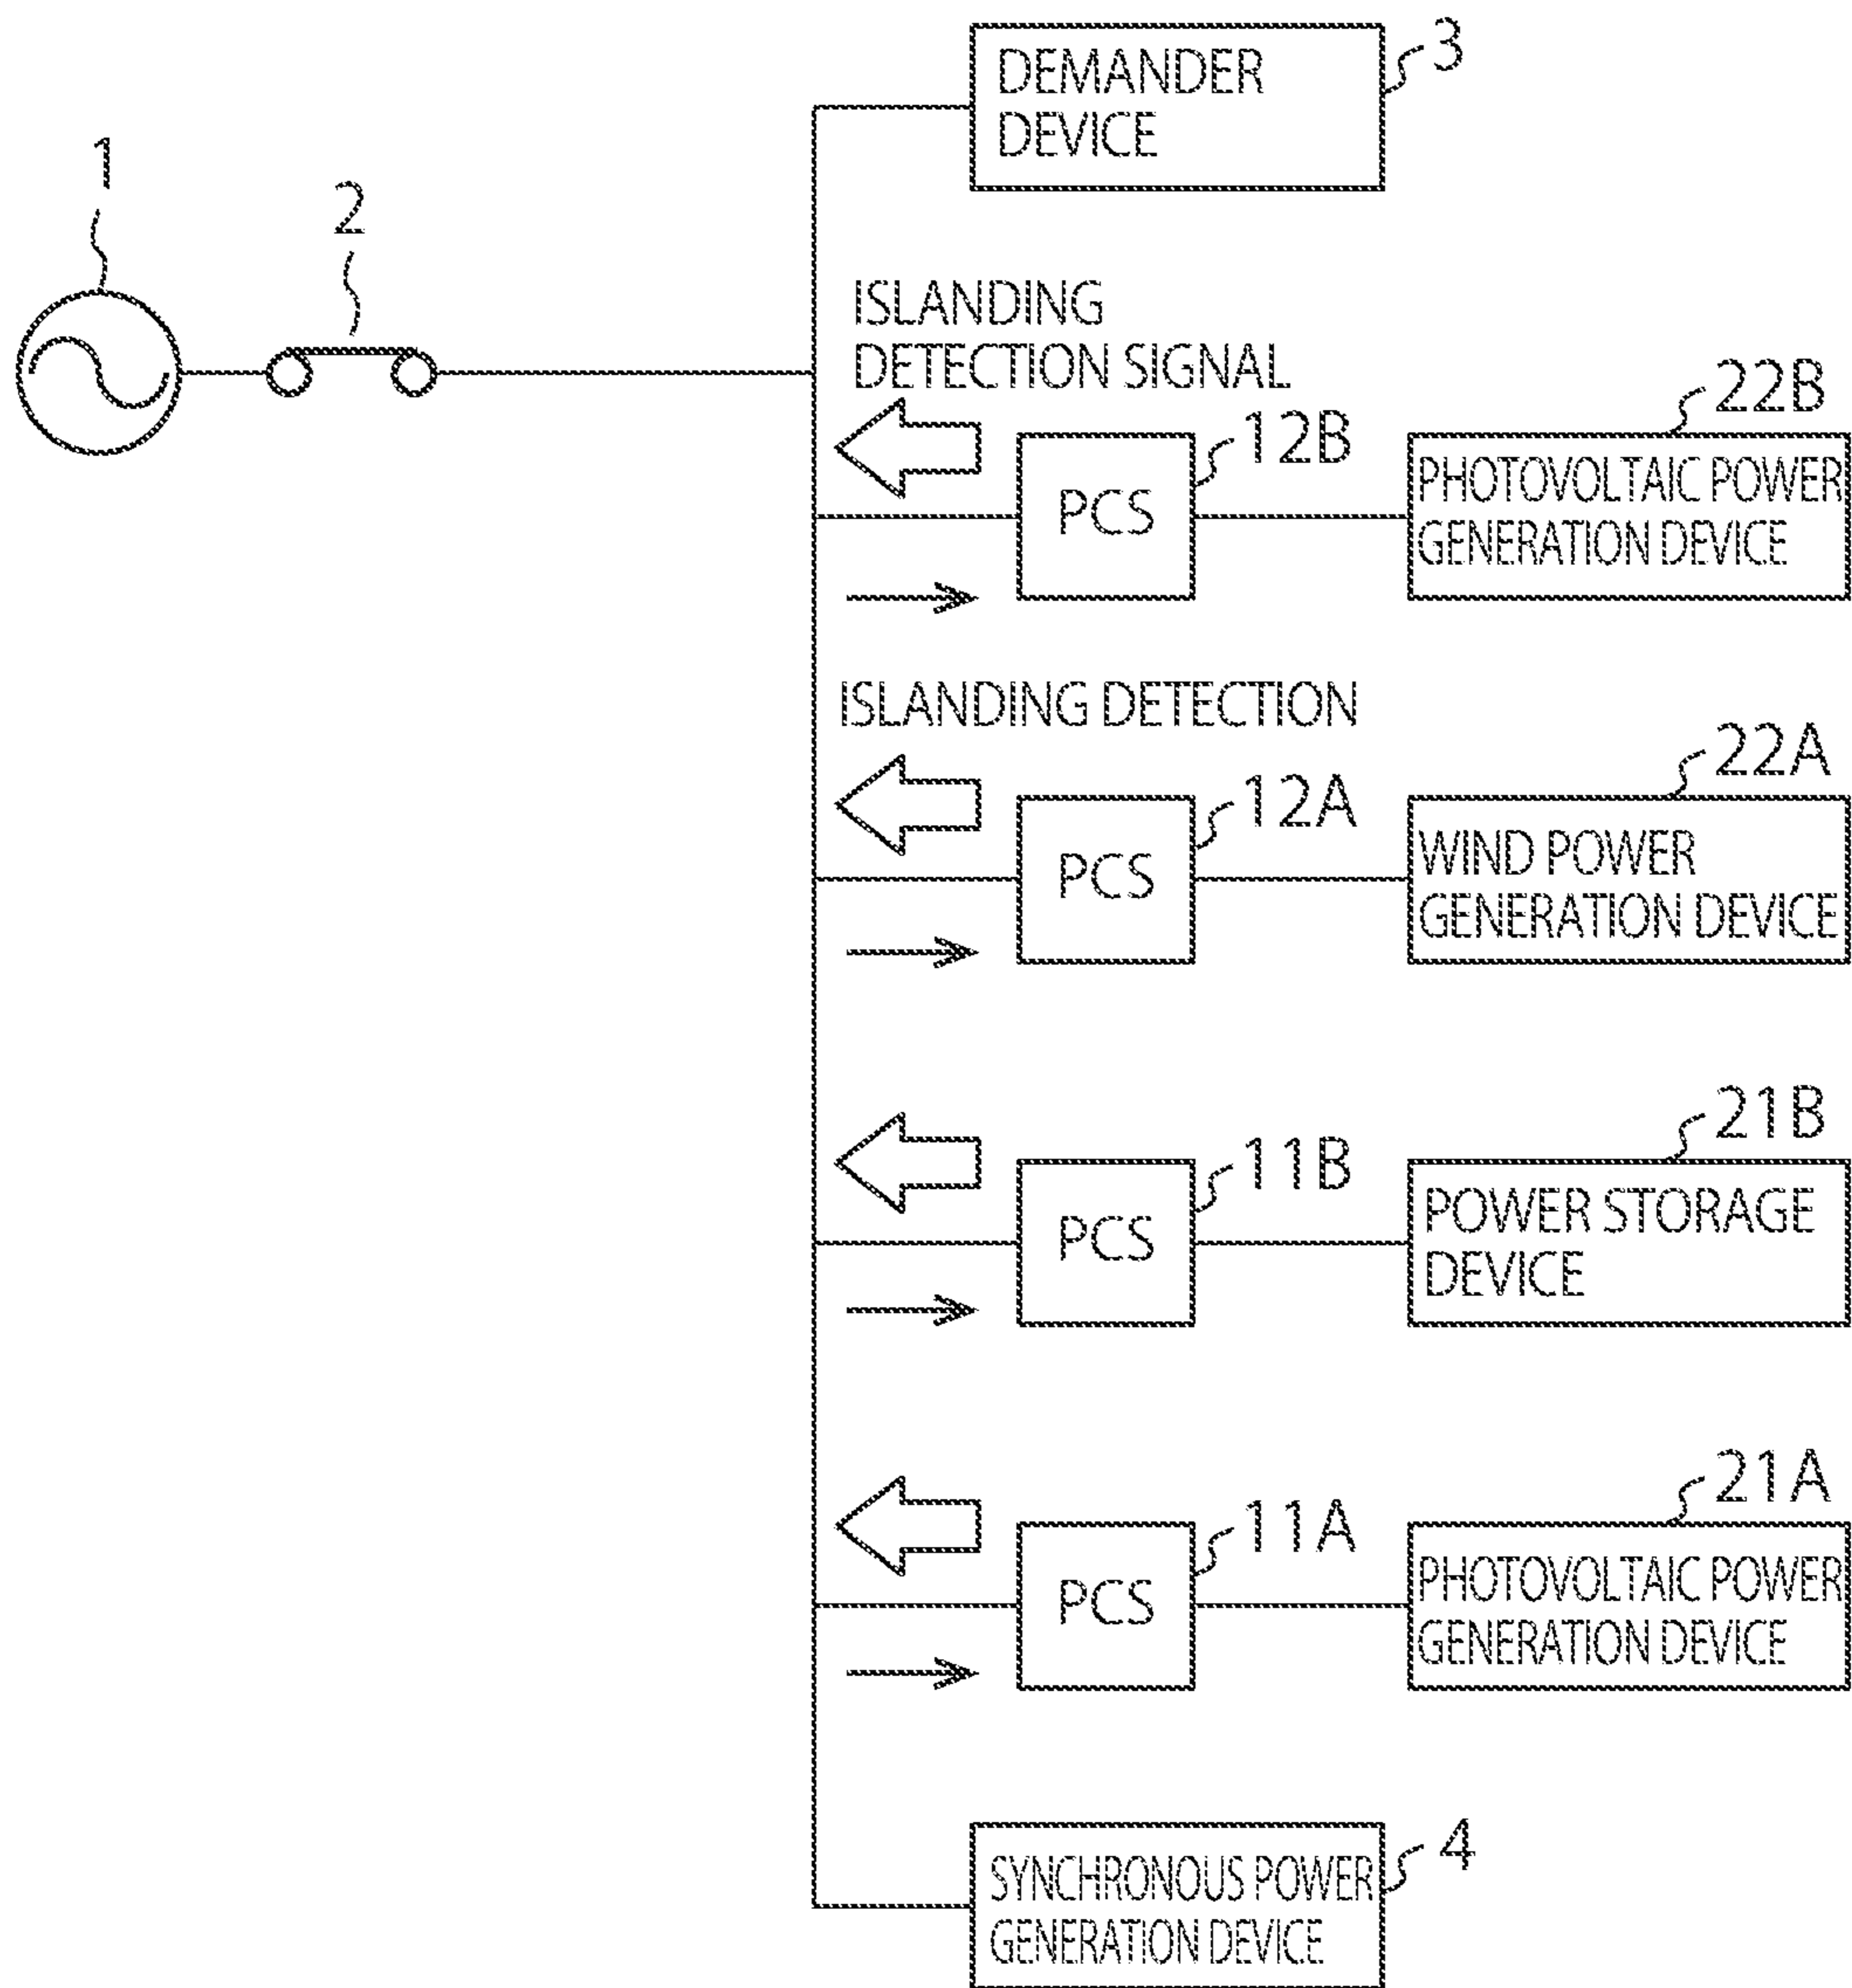 DEMANDER
DEVICE
3
1
2
ISLANDING
DETECTION SIGNAL
22B
12B
PCS
PHOTOVOLTAIC POWER
GENERATION DEVICE
ISLANDING DETECTION
22A
12A
PCS
WIND POWER
GENERATION DEVICE
21B
11B
PCS
POWER STORAGE
DEVICE
21A
11A
PCS
PHOTOVOLTAIC POWER
GENERATION DEVICE
4
SYNCHRONOUS POWER
GENERATION DEVICE